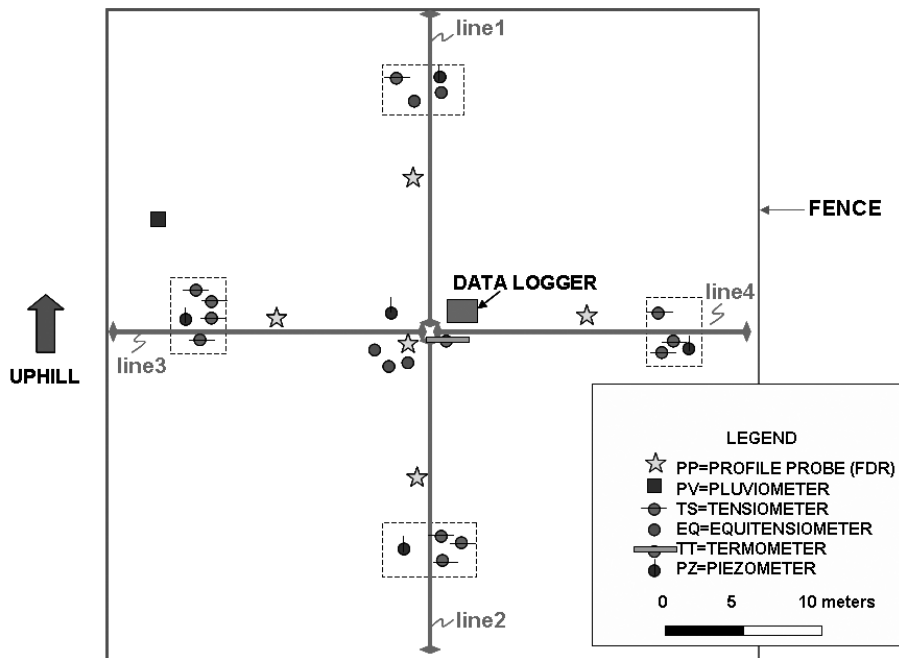 line1
FENCE
DATA LOGGER
line4
line3
UPHILL
LEGEND
PP=PROFILE PROBE (FDR)
PV=PLUVIOMETER
TS=TENSIOMETER
EQ=EQUITENSIOMETER
TT=TERMOMETER
PZ=PIEZOMETER
0 5 10 meters
line2